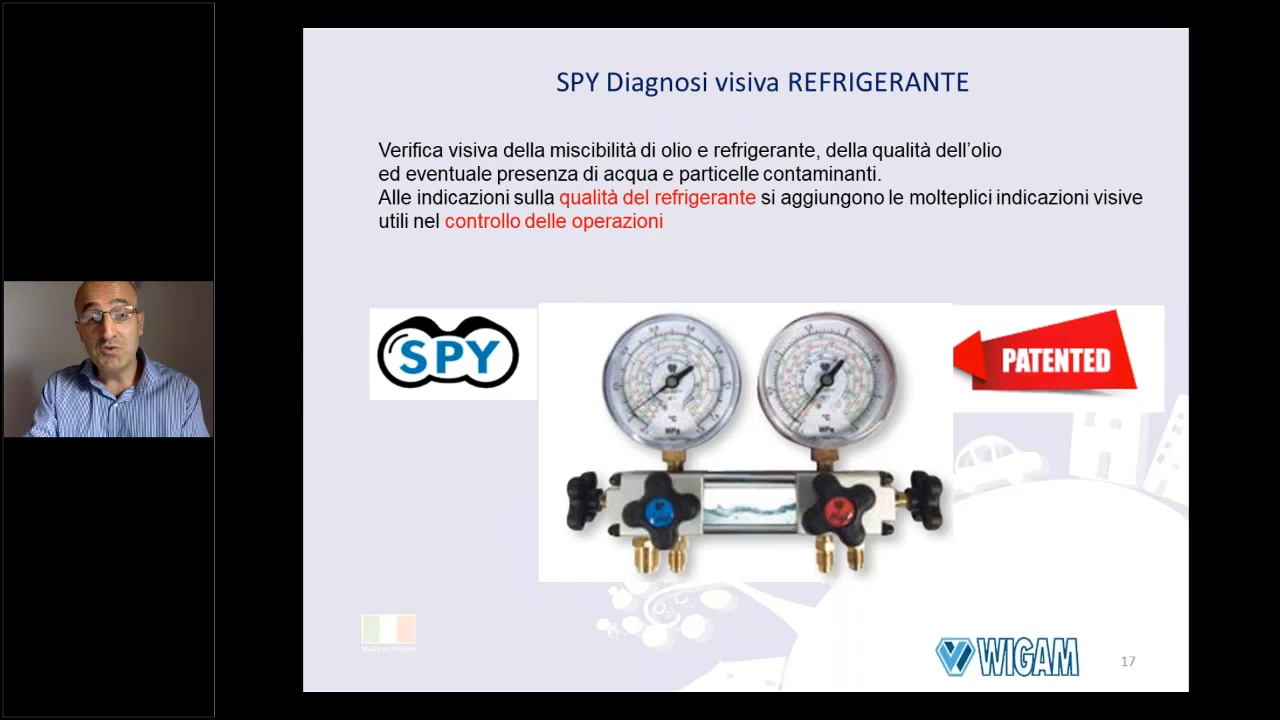 SPY Diagnosi visiva REFRIGERANTE
Verifica visiva della miscibilità di olio e refrigerante, della qualità dell'olio
ed eventuale presenza di acqua e particelle contaminanti.
Alle indicazioni sulla qualità del refrigerante si aggiungono le molteplici indicazioni visive
utili nel controllo delle operazioni
SPY
PATENTED
°C
MPa
°C
MPa
WIGAM
17